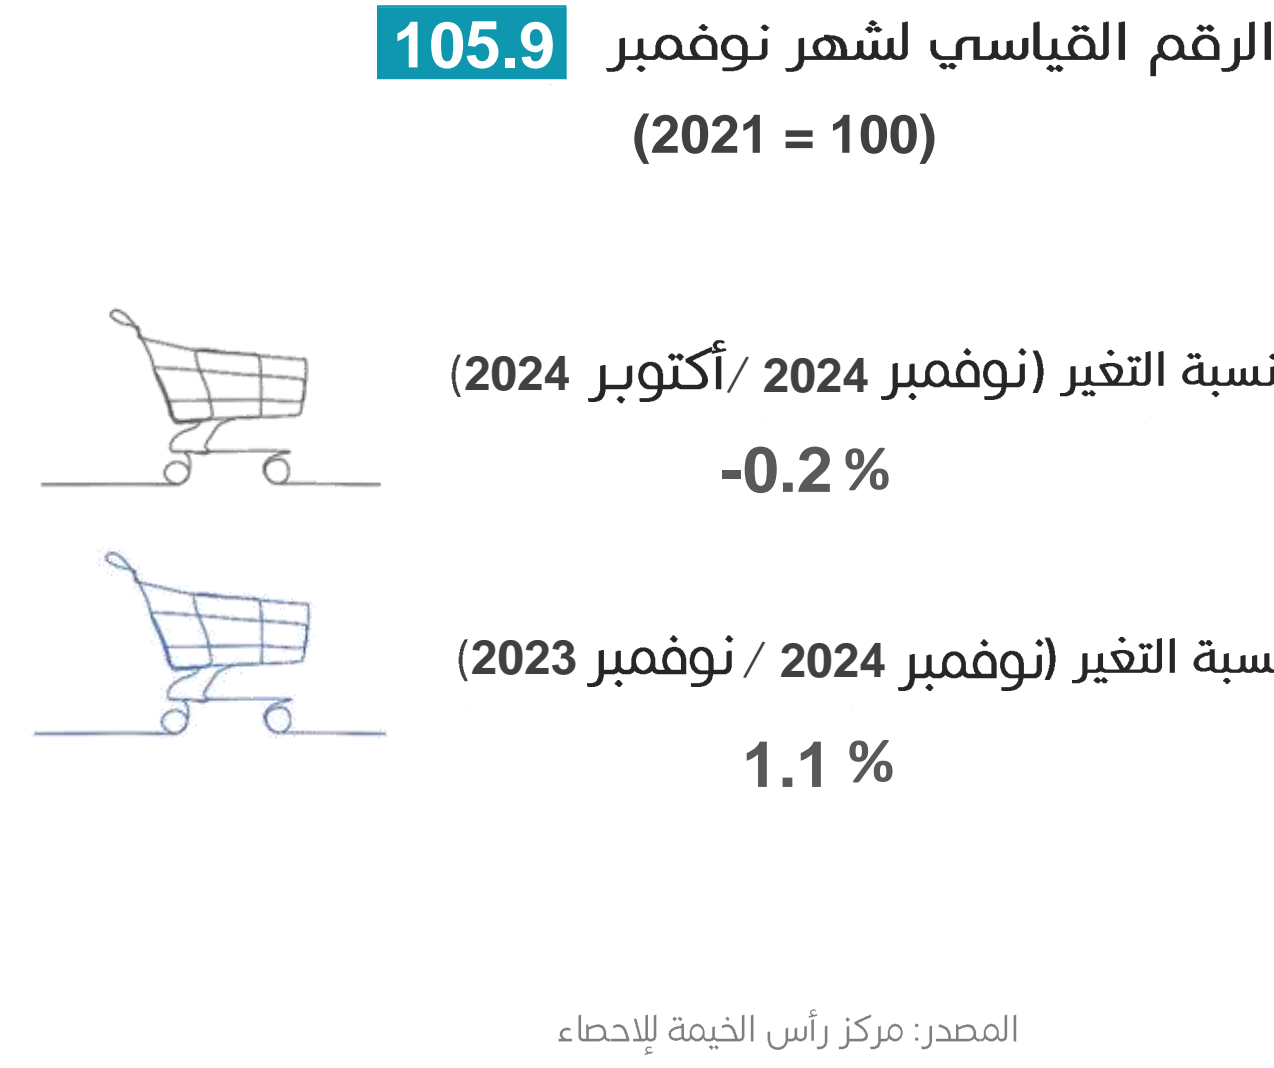 الرقم القياسي لشهر نوفمبر 105.9
(2021 = 100)
نسبة التغير (نوفمبر 2024 /أكتوبر 2024)
-0.2 %
نسبة التغير (نوفمبر 2024 / نوفمبر 2023)
1.1 %
المصدر: مركز رأس الخيمة للإحصاء